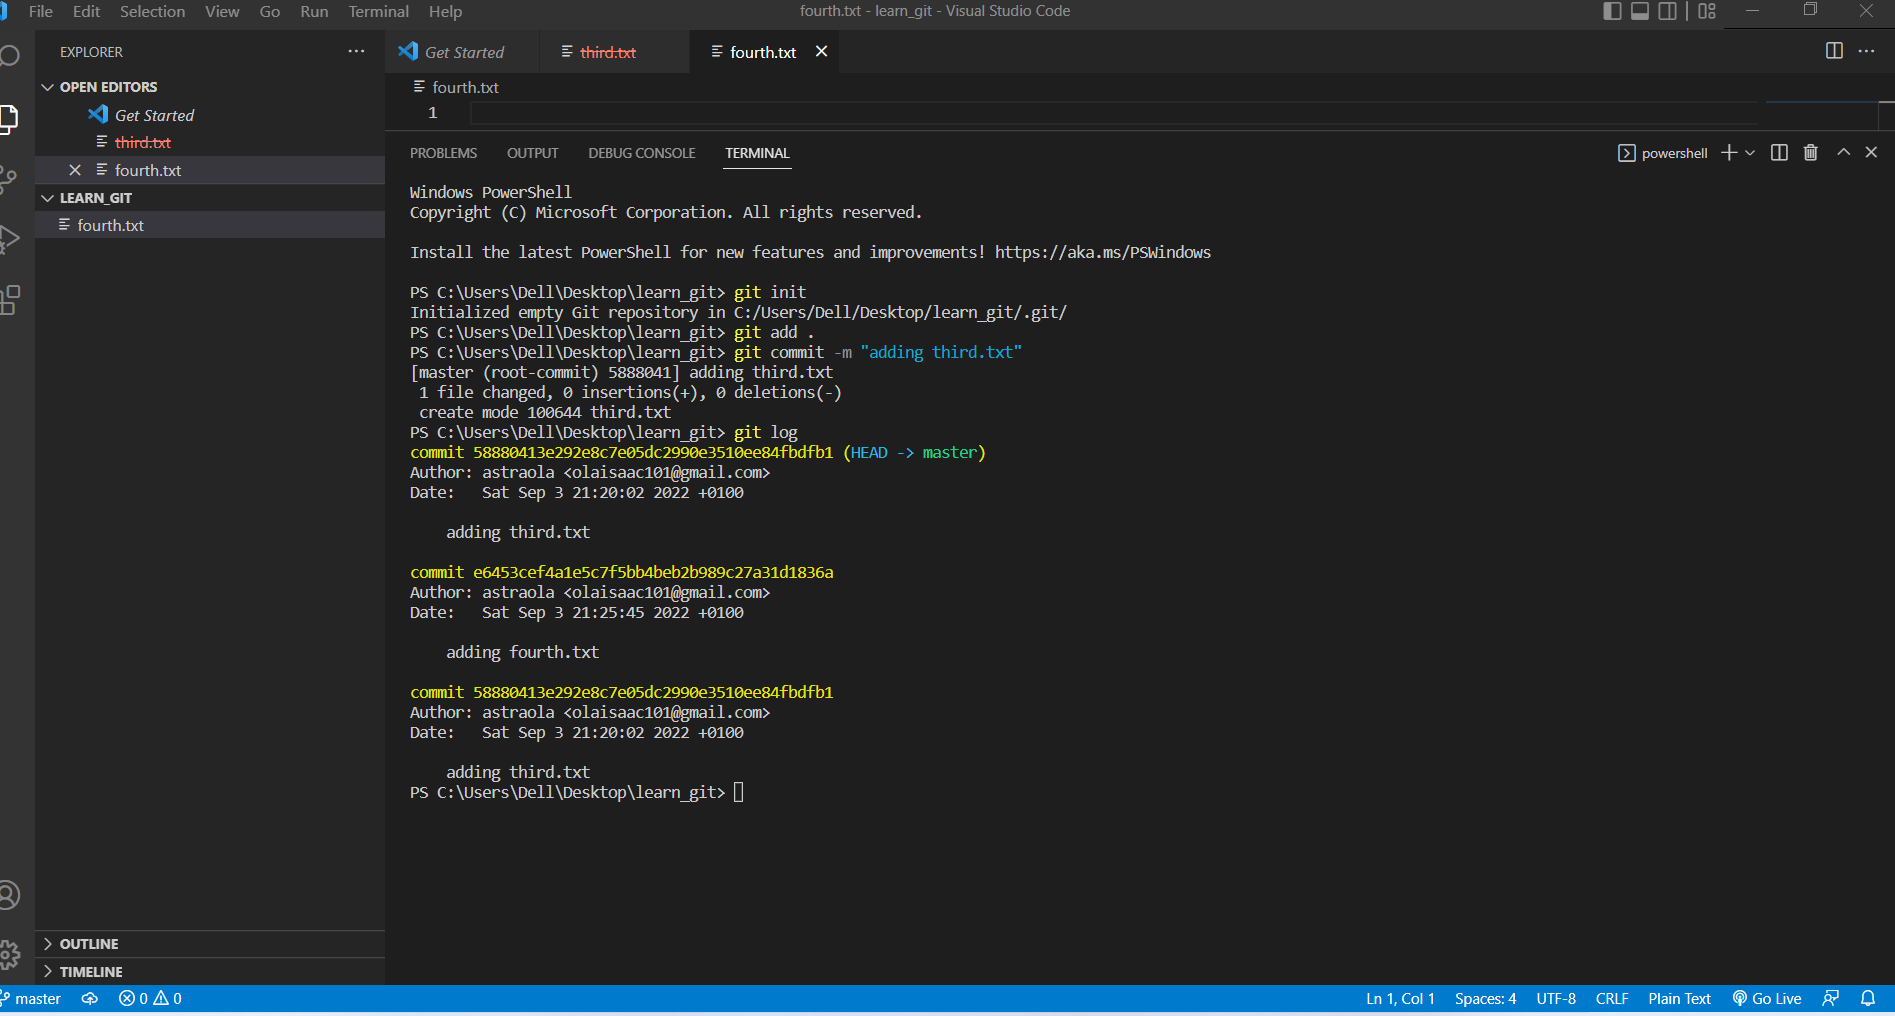 File Edit Selection View Go Run Terminal Help
fourth.txt - learn_git - Visual Studio Code
EXPLORER
OPEN EDITORS
Get Started
third.txt
fourth.txt
LEARN_GIT
fourth.txt
OUTLINE
TIMELINE
Get Started third.txt fourth.txt
fourth.txt
1
PROBLEMS OUTPUT DEBUG CONSOLE TERMINAL
powershell
Windows PowerShell
Copyright (C) Microsoft Corporation. All rights reserved.
Install the latest PowerShell for new features and improvements! https://aka.ms/PSWindows
PS C:\Users\Dell\Desktop\learn_git> git init
Initialized empty Git repository in C:/Users/Dell/Desktop/learn_git/.git/
PS C:\Users\Dell\Desktop\learn_git> git add .
PS C:\Users\Dell\Desktop\learn_git> git commit -m "adding third.txt"
[master (root-commit) 5888041] adding third.txt
1 file changed, 0 insertions(+), 0 deletions(-)
create mode 100644 third.txt
PS C:\Users\Dell\Desktop\learn_git> git log
commit 58880413e292e8c7e05dc2990e3510ee84fbdfb1 (HEAD -> master)
Author: astraola <olaisaac101@gmail.com>
Date:   Sat Sep 3 21:20:02 2022 +0100
adding third.txt
commit e6453cef4a1e5c7f5bb4beb2b989c27a31d1836a
Author: astraola <olaisaac101@gmail.com>
Date:   Sat Sep 3 21:25:45 2022 +0100
adding fourth.txt
commit 58880413e292e8c7e05dc2990e3510ee84fbdfb1
Author: astraola <olaisaac101@gmail.com>
Date:   Sat Sep 3 21:20:02 2022 +0100
adding third.txt
PS C:\Users\Dell\Desktop\learn_git>
master 0 0 Ln 1, Col 1 Spaces: 4 UTF-8 CRLF Plain Text Go Live